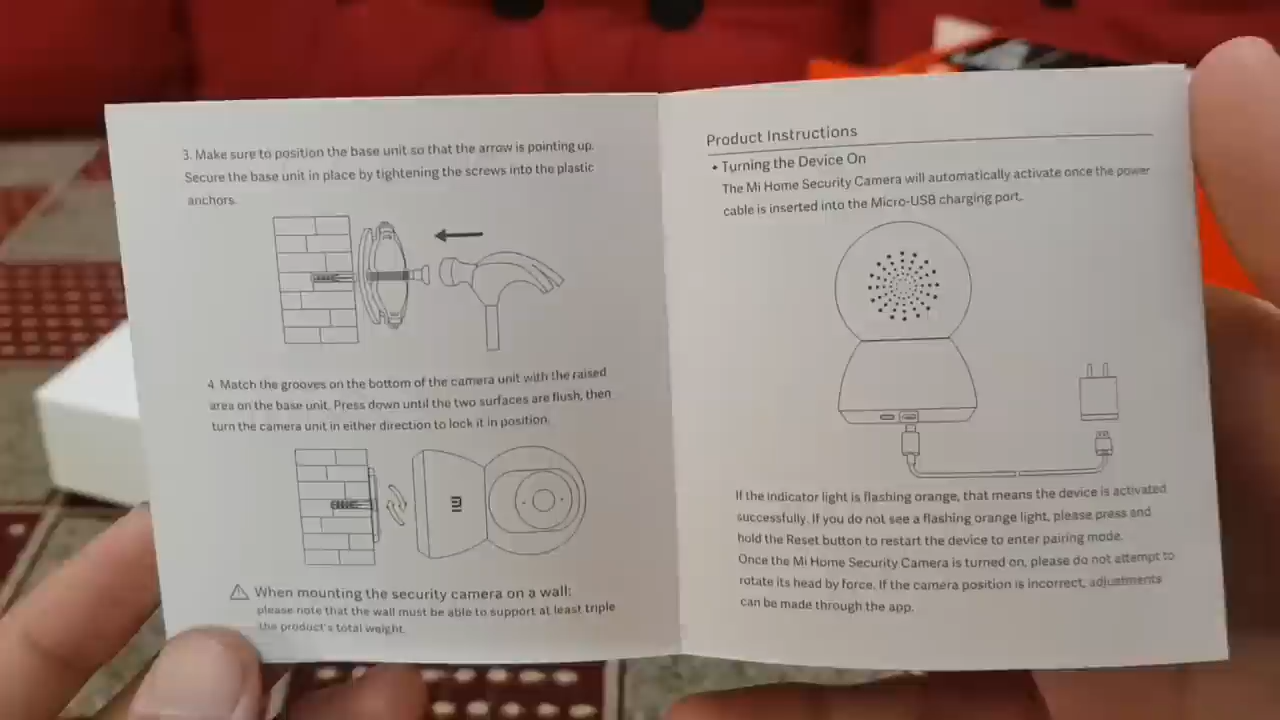 3. Make sure to position the base unit so that the arrow is pointing up.
Secure the base unit in place by tightening the screws into the plastic
anchors.
4. Match the grooves on the bottom of the camera unit with the raised
area on the base unit. Press down until the two surfaces are flush, then
turn the camera unit in either direction to lock it in position.
When mounting the security camera on a wall:
please note that the wall must be able to support at least triple
the product's total weight.
Product Instructions
• Turning the Device On
The Mi Home Security Camera will automatically activate once the power
cable is inserted into the Micro-USB charging port.
If the indicator light is flashing orange, that means the device is activated
successfully. If you do not see a flashing orange light, please press and
hold the Reset button to restart the device to enter pairing mode.
Once the Mi Home Security Camera is turned on, please do not attempt to
rotate its head by force. If the camera position is incorrect, adjustments
can be made through the app.